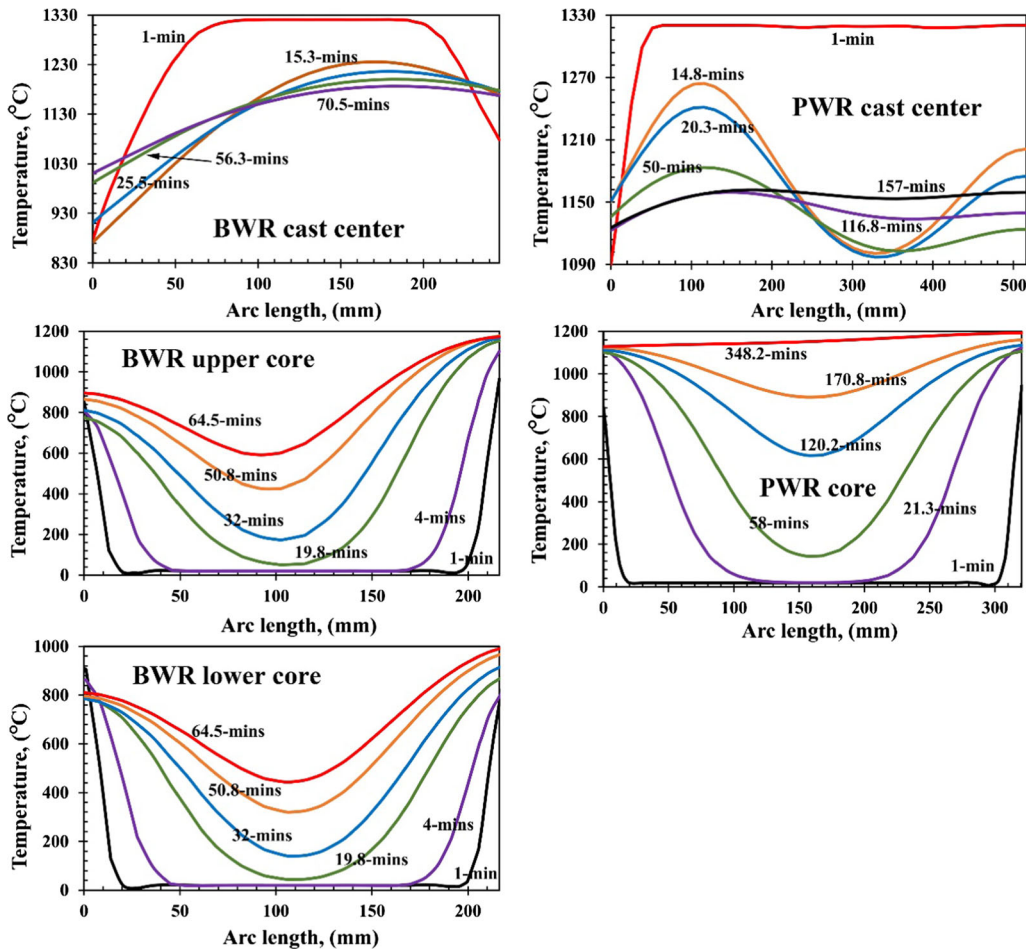 1330
1230
1130
1030
930
830
Temperature, (°C)
1-min
15.3-mins
70.5-mins
56.3-mins
25.5-mins
BWR cast center
0
50
100
150
200
Arc length, (mm)
1330
1270
1210
1150
1090
Temperature, (°C)
1-min
PWR cast center
14.8-mins
20.3-mins
50-mins
157-mins
116.8-mins
0
100
200
300
400
500
Arc length, (mm)
1200
1000
800
600
400
200
0
Temperature, (°C)
BWR upper core
64.5-mins
50.8-mins
32-mins
4-mins
19.8-mins
1-min
0
50
100
150
200
Arc length, (mm)
1200
1000
800
600
400
200
0
Temperature, (°C)
348.2-mins
170.8-mins
120.2-mins
PWR core
58-mins
21.3-mins
1-min
0
50
100
150
200
250
300
Arc length, (mm)
1000
800
600
400
200
0
Temperature, (°C)
BWR lower core
64.5-mins
50.8-mins
32-mins
4-mins
19.8-mins
1-min
0
50
100
150
200
Arc length, (mm)